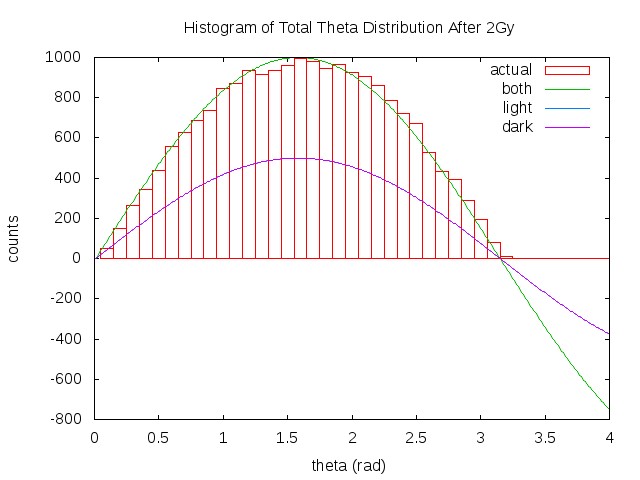 Histogram of Total Theta Distribution After 2Gy
1000
800
600
400
200
0
-200
-400
-600
-800
counts
actual
both
light
dark
0 0.5 1 1.5 2 2.5 3 3.5 4
theta (rad)